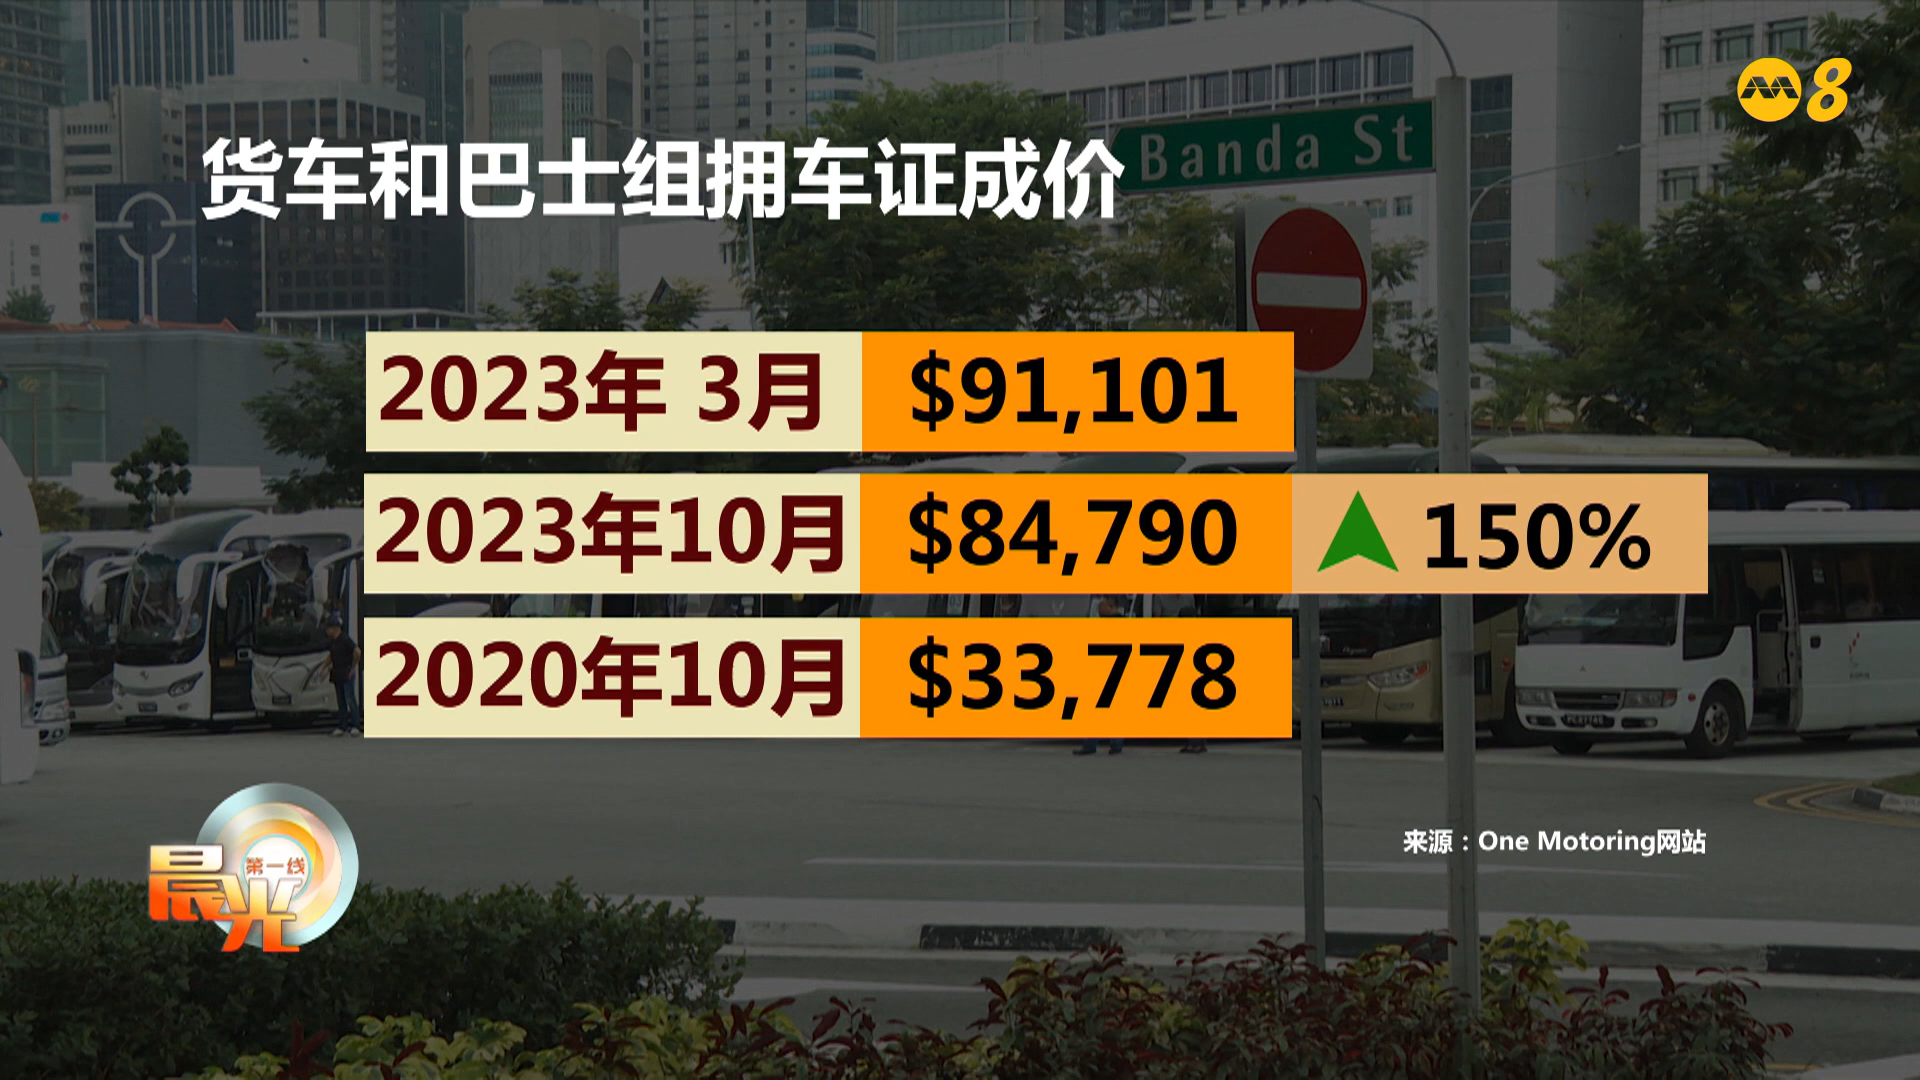 8
货车和巴士组拥车证成价
Banda St
2023年 3月 $91,101
2023年10月 $84,790 150%
2020年10月 $33,778
来源：One Motoring网站
第一线
晨光